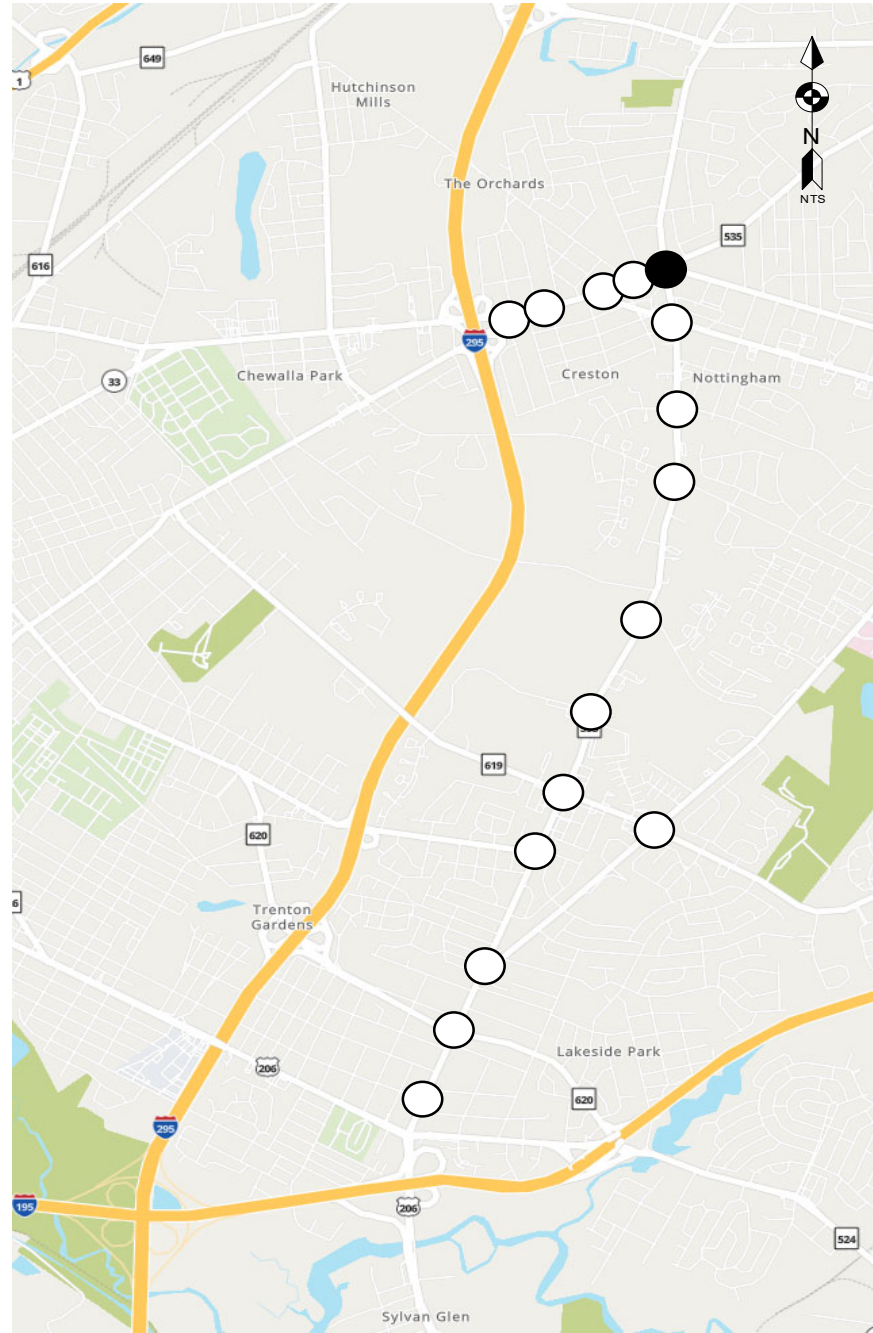 649
1
Hutchinson
Mills
N
NTS
The Orchards
535
616
295
33
Chewalla Park
Creston
Nottingham
619
620
Trenton
Gardens
Lakeside Park
206
620
295
195
206
524
Sylvan Glen